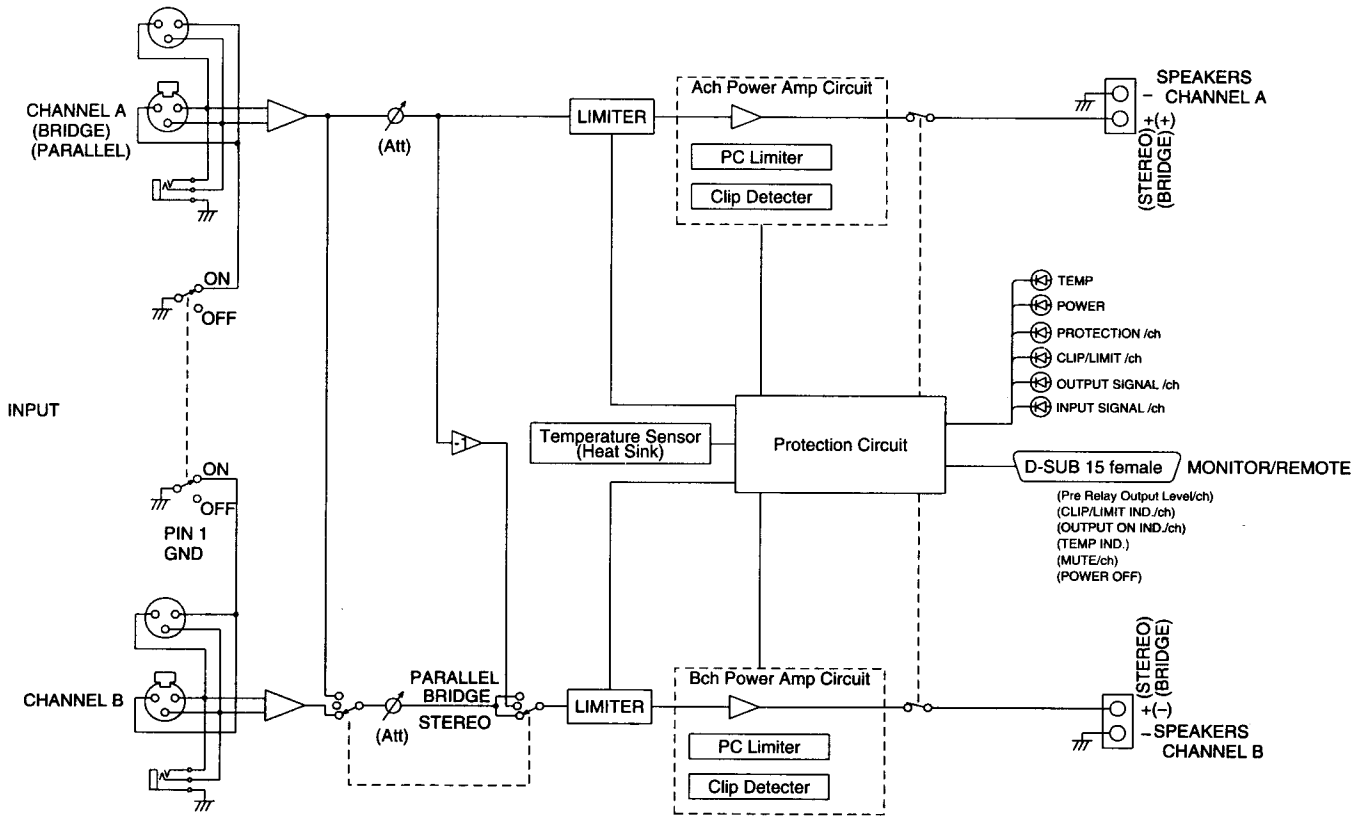 CHANNEL A
(BRIDGE)
(PARALLEL)
(Att)
LIMITER
Ach Power Amp Circuit
PC Limiter
Clip Detecter
SPEAKERS
CHANNEL A
–
+(+)
(STEREO)
(BRIDGE)
ON
OFF
INPUT
ON
OFF
PIN 1
GND
-1
Temperature Sensor
(Heat Sink)
Protection Circuit
TEMP
POWER
PROTECTION /ch
CLIP/LIMIT /ch
OUTPUT SIGNAL /ch
INPUT SIGNAL /ch
D-SUB 15 female
MONITOR/REMOTE
(Pre Relay Output Level/ch)
(CLIP/LIMIT IND./ch)
(OUTPUT ON IND./ch)
(TEMP IND.)
(MUTE/ch)
(POWER OFF)
CHANNEL B
(Att)
PARALLEL
BRIDGE
STEREO
LIMITER
Bch Power Amp Circuit
PC Limiter
Clip Detecter
(STEREO)
(BRIDGE)
+(–)
–
SPEAKERS
CHANNEL B